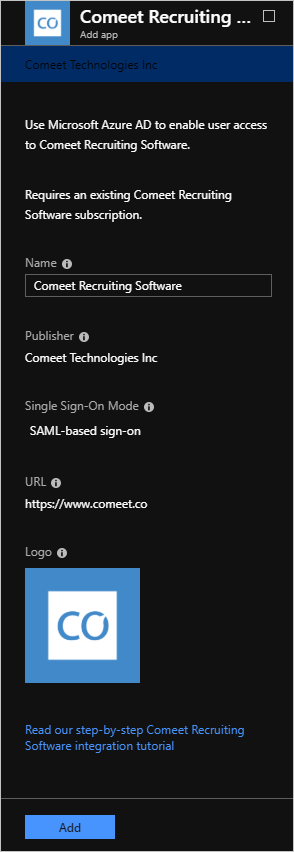 CO
Comeet Recruiting ...
Add app
Comeet Technologies Inc
Use Microsoft Azure AD to enable user access
to Comeet Recruiting Software.
Requires an existing Comeet Recruiting
Software subscription.
Name
Comeet Recruiting Software
Publisher
Comeet Technologies Inc
Single Sign-On Mode
SAML-based sign-on
URL
https://www.comeet.co
Logo
CO
Read our step-by-step Comeet Recruiting
Software integration tutorial
Add